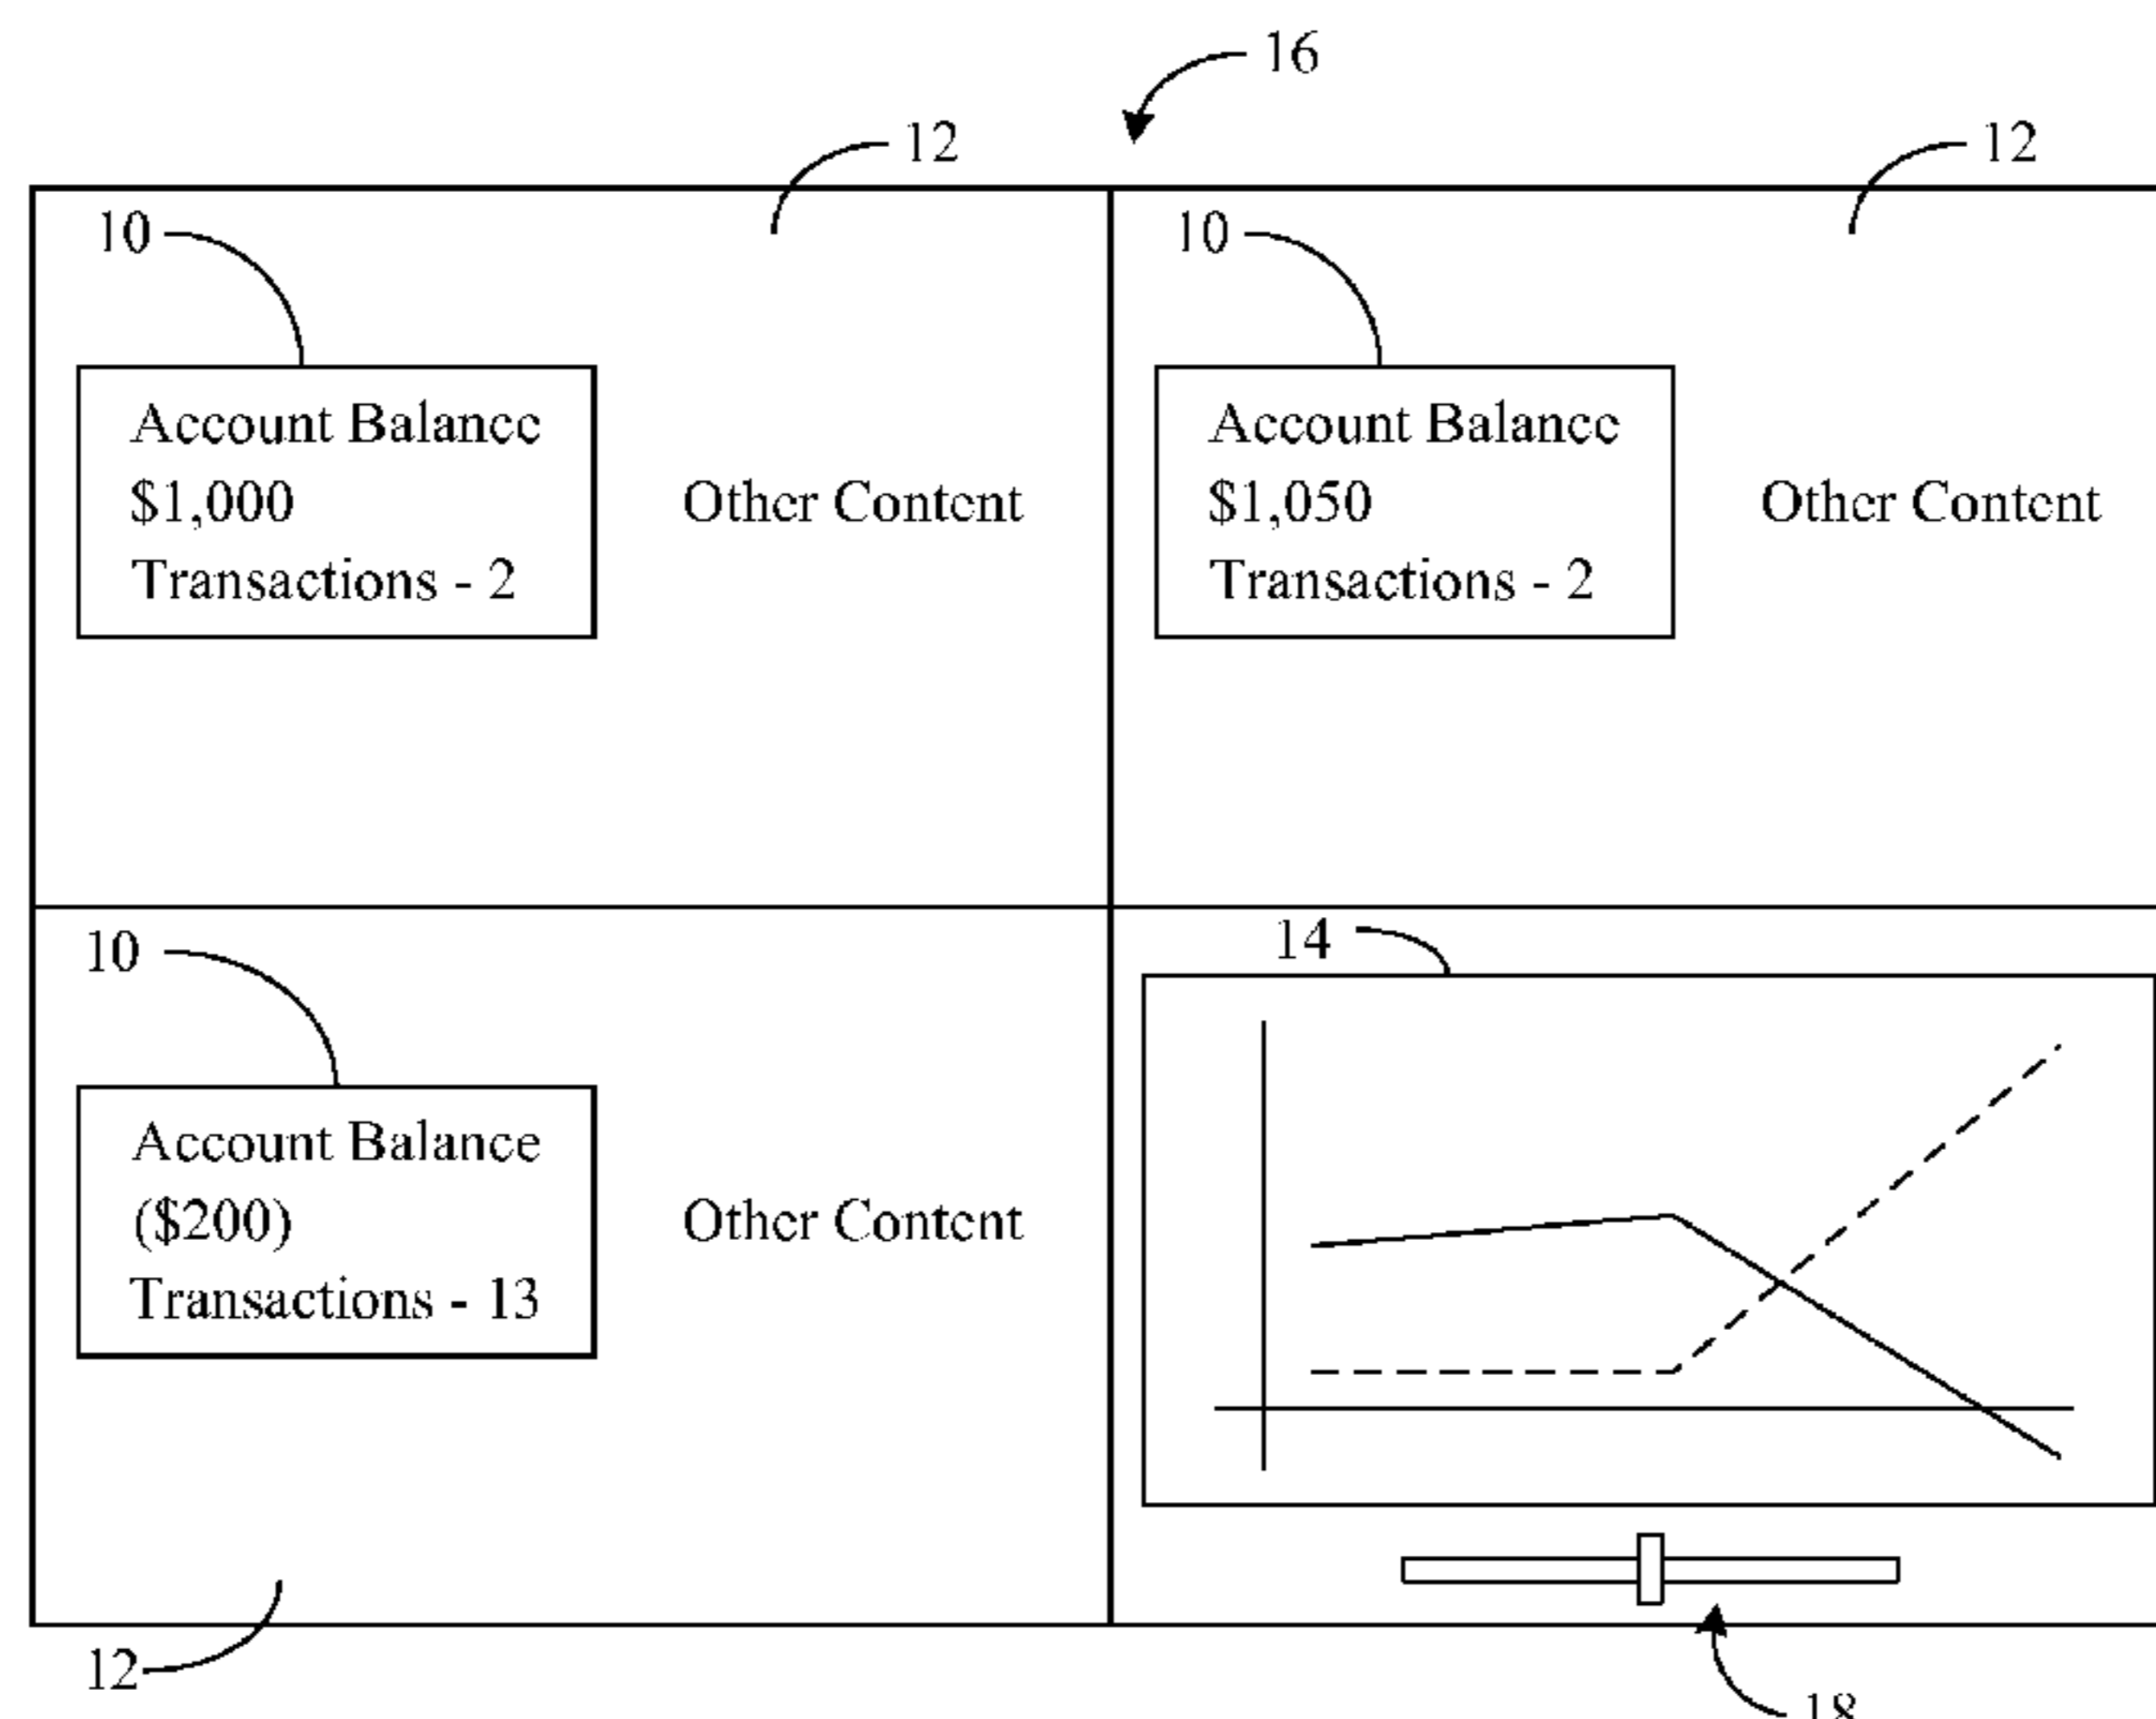 16
12
12
10
10
Account Balance
$1,000
Transactions - 2
Other Content
Account Balance
$1,050
Transactions - 2
Other Content
10
14
Account Balance
($200)
Transactions - 13
Other Content
12
18